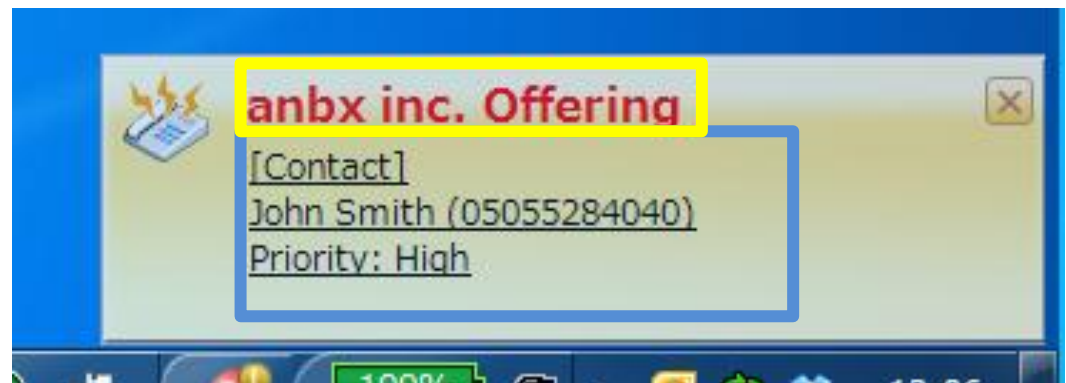 anbx inc. Offering
[Contact]
John Smith (05055284040)
Priority: High
100%